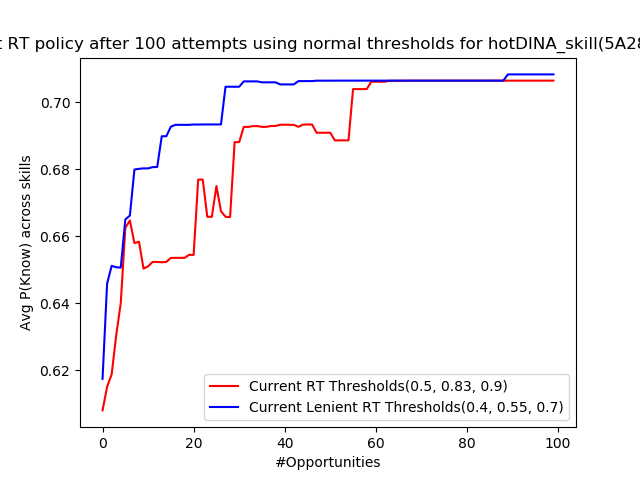 RT policy after 100 attempts using normal thresholds for hotDINA_skill(5A28
0.70
0.68
0.66
0.64
0.62
Avg P(Know) across skills
Current RT Thresholds(0.5, 0.83, 0.9)
Current Lenient RT Thresholds(0.4, 0.55, 0.7)
0 20 40 60 80 100
#Opportunities